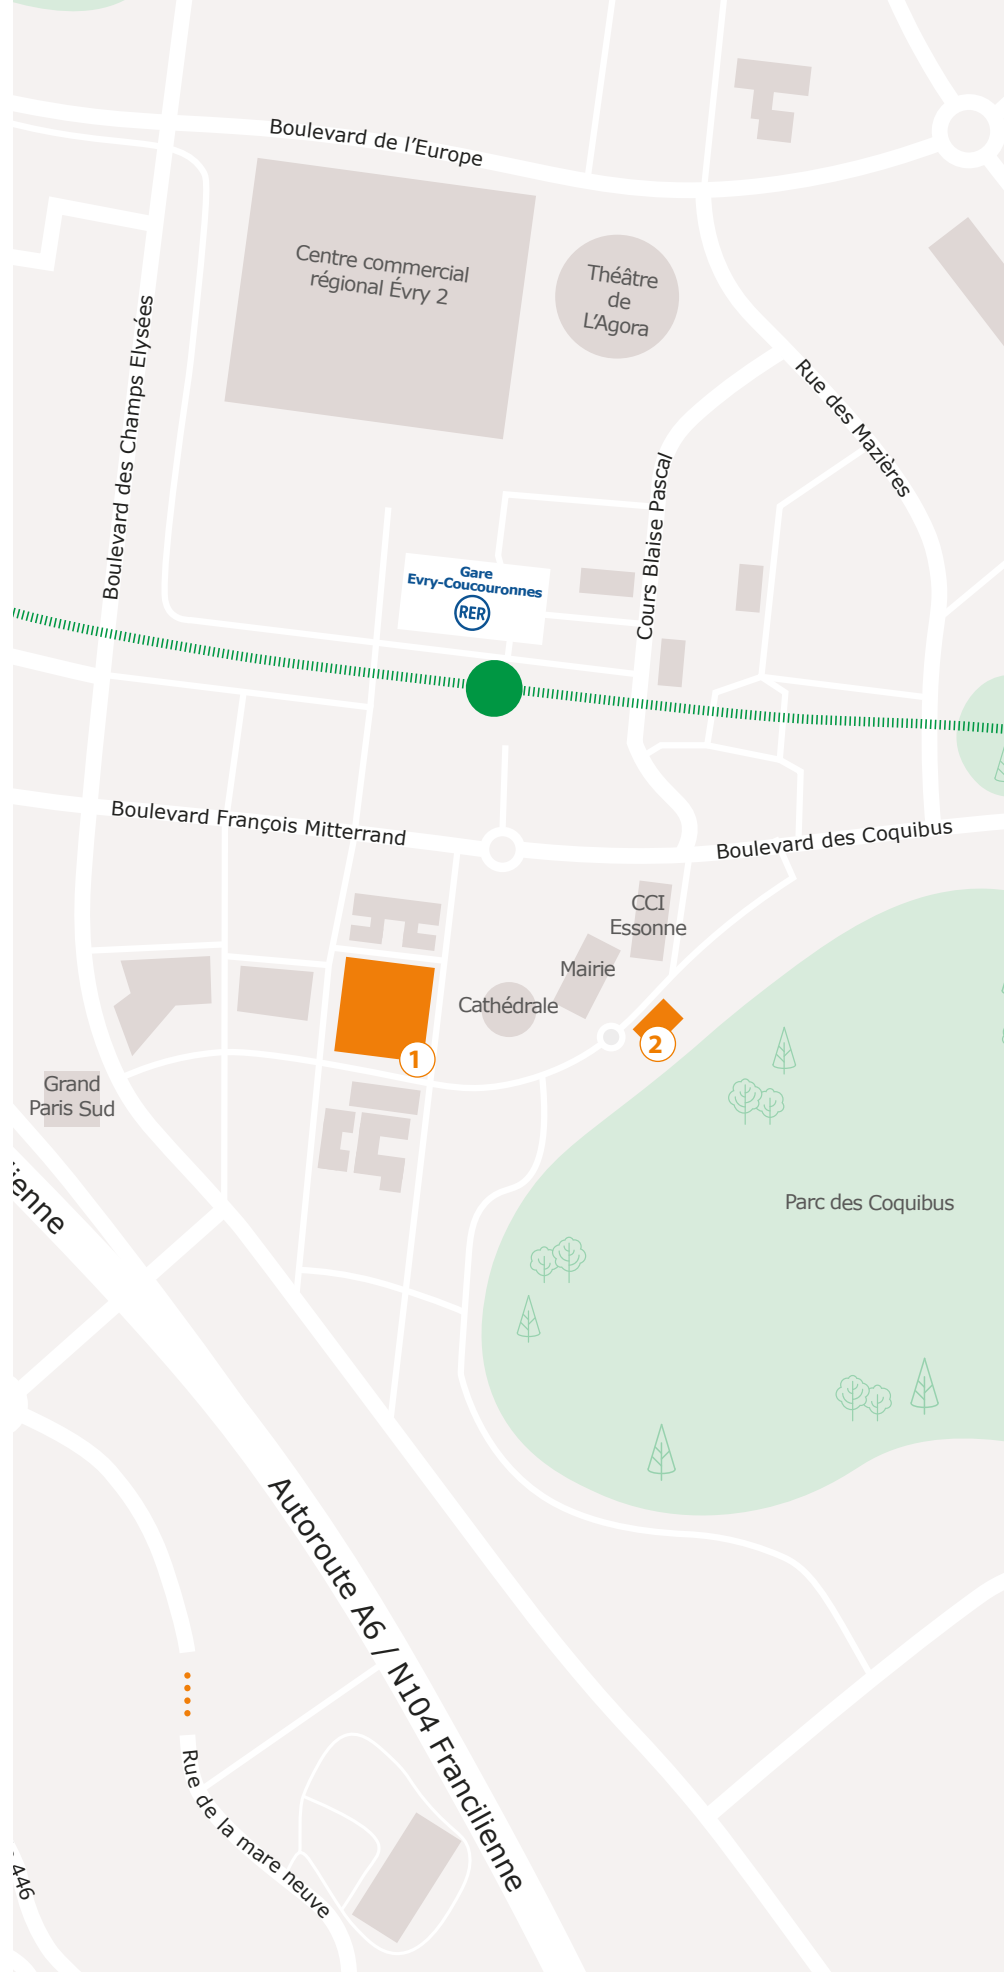 Boulevard de l'Europe
Centre commercial
régional Évry 2
Théâtre
de
L'Agora
Boulevard des Champs Elysées
Rue des Mazières
Cours Blaise Pascal
Gare
Evry-Coucouronnes
RER
Boulevard François Mitterrand
Boulevard des Coquibus
CCI
Essonne
Mairie
Cathédrale
1
2
Grand
Paris Sud
ienne
Parc des Coquibus
Autoroute A6 / N104 Francilienne
Rue de la mare neuve
446